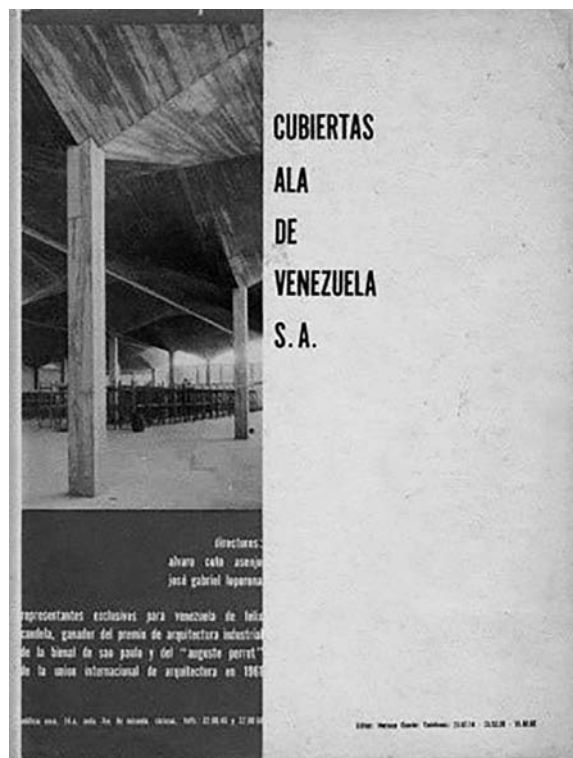 CUBIERTAS
ALA
DE
VENEZUELA
S.A.
directores:
alvaro coto asenjo
josé gabriel loperena
representantes exclusivos para venezuela de felix
candela, ganador del premio de arquitectura industrial
de la bienal de sao paulo y del "auguste perret"
de la union internacional de arquitectura en 1961